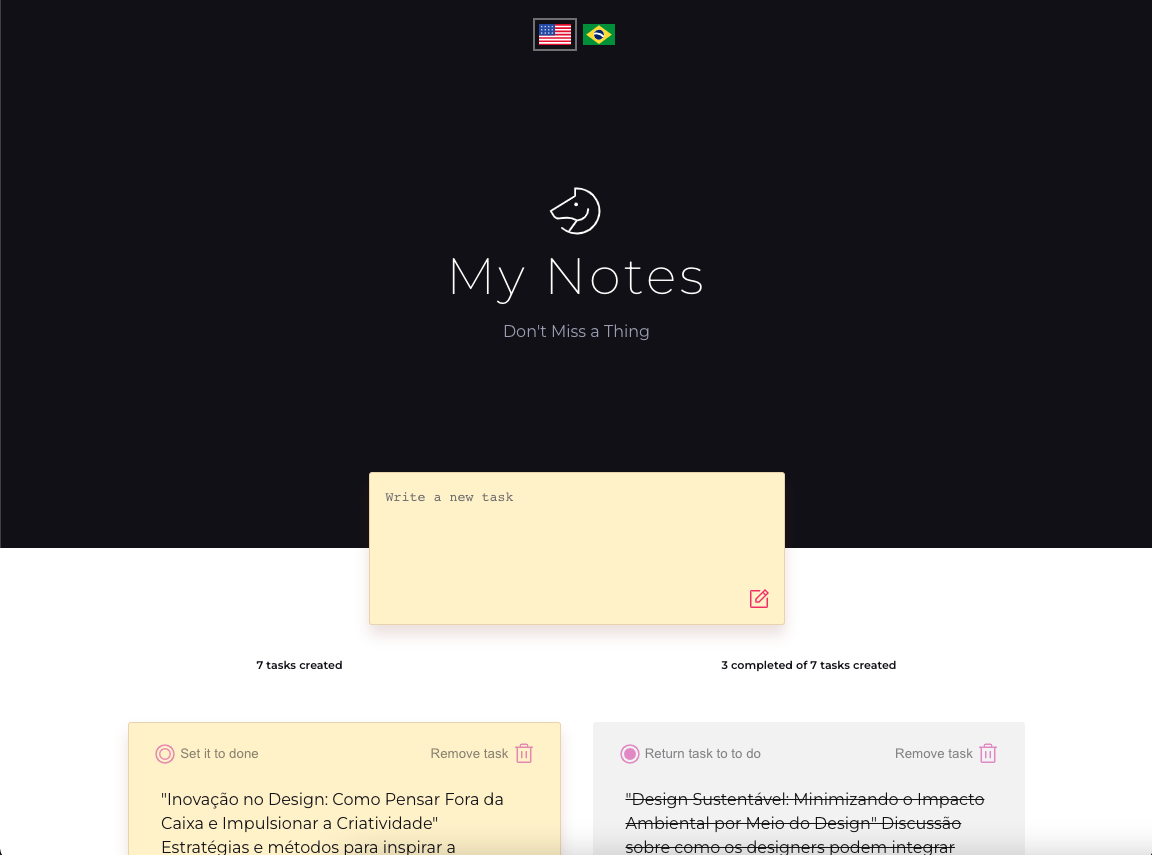 My Notes
Don't Miss a Thing
Write a new task
7 tasks created
3 completed of 7 tasks created
Set it to done
Remove task
"Inovação no Design: Como Pensar Fora da
Caixa e Impulsionar a Criatividade"
Estratégias e métodos para inspirar a
Return task to to do
Remove task
"Design Sustentável: Minimizando o Impacto
Ambiental por Meio do Design" Discussão
sobre como os designers podem integrar